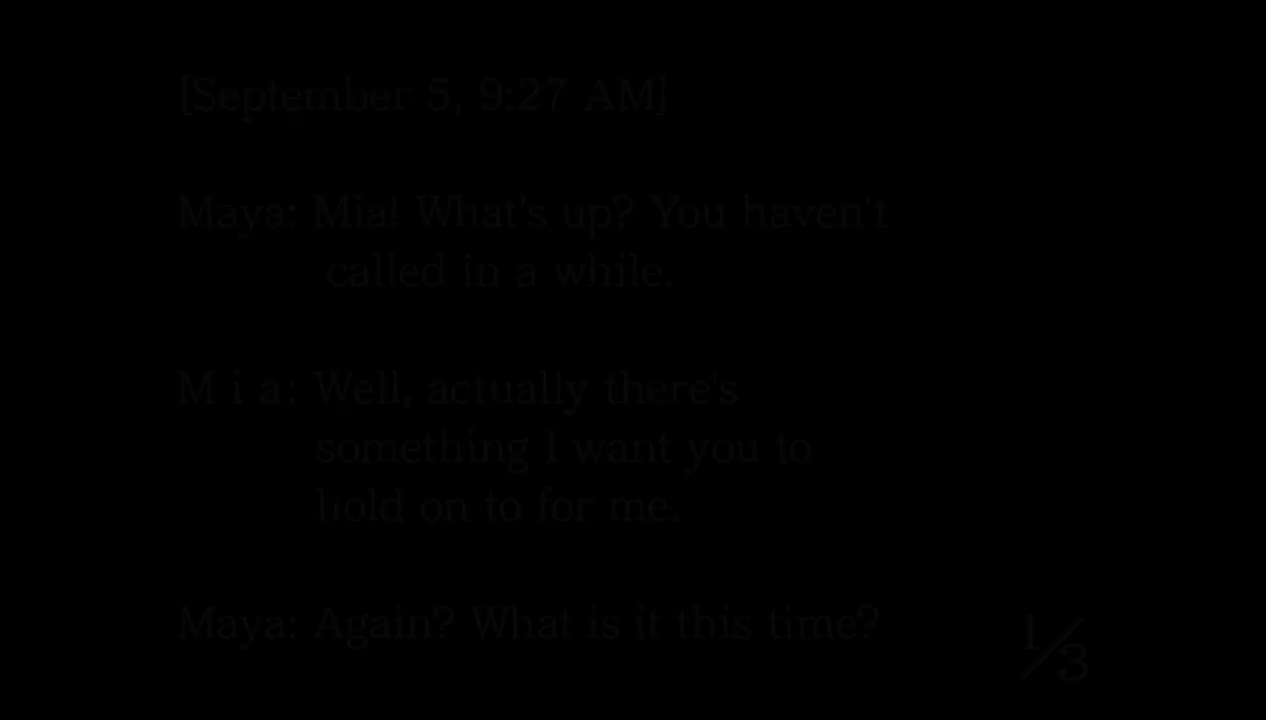 [September 5, 9:27 AM]
Maya: Mia! What's up? You haven't
called in a while.
M i a: Well, actually there's
something I want you to
hold on to for me.
Maya: Again? What is it this time?
1/3